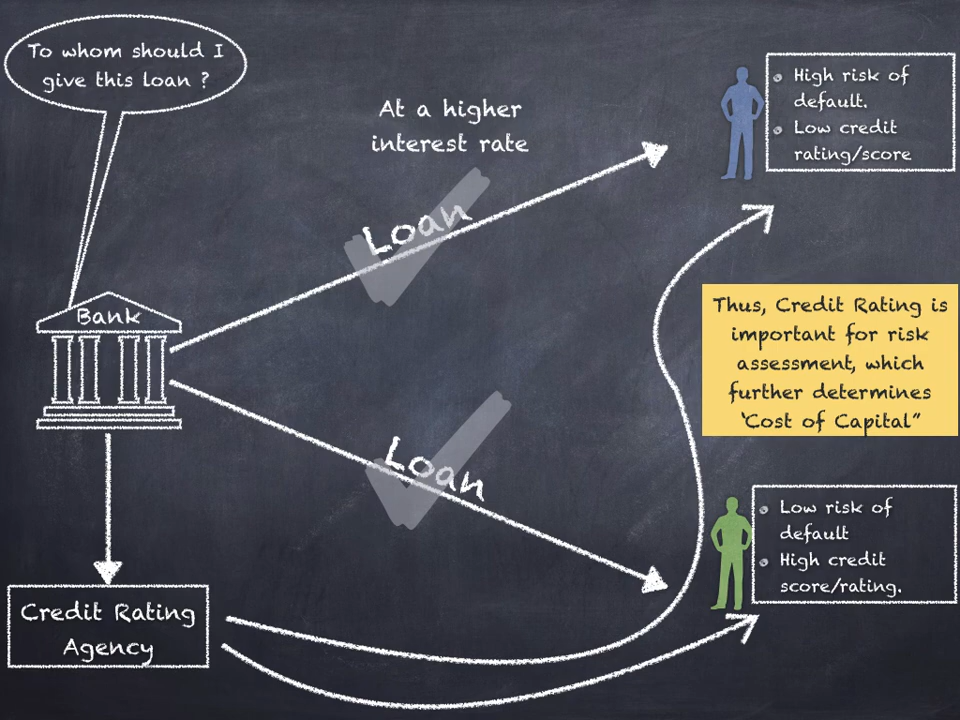 To whom should I
give this loan ?
At a higher
interest rate
High risk of
default.
Low credit
rating/score
Loan
Bank
Thus, Credit Rating is
important for risk
assessment, which
further determines
‘Cost of Capital”
Loan
Low risk of
default
High credit
score/rating.
Credit Rating
Agency